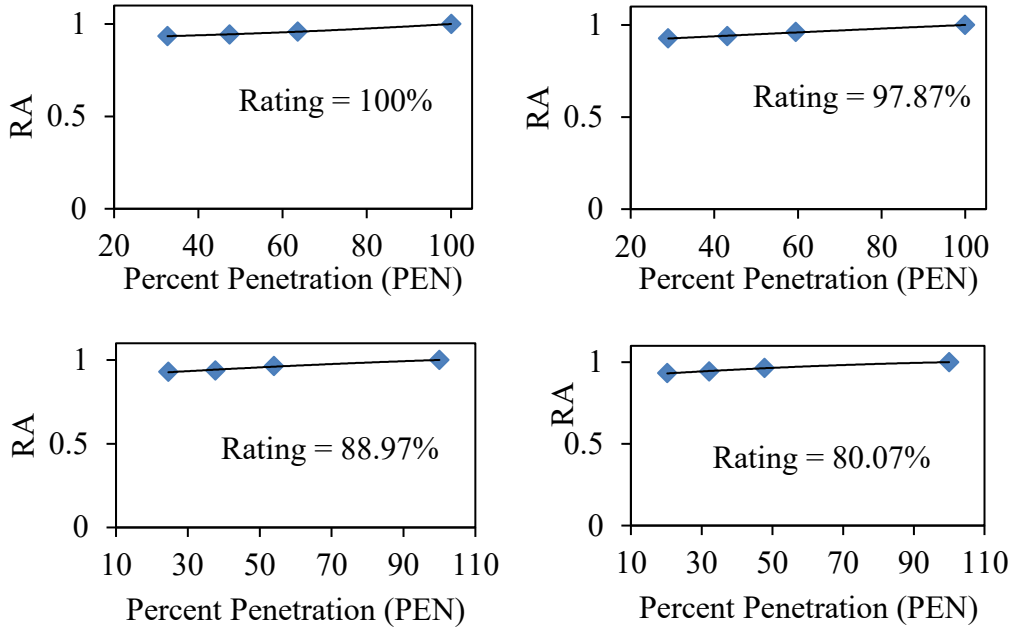 1
0.5
0
RA
Rating = 100%
20 40 60 80 100
Percent Penetration (PEN)
1
0.5
0
RA
Rating = 97.87%
20 40 60 80 100
Percent Penetration (PEN)
1
0.5
0
RA
Rating = 88.97%
10 30 50 70 90 110
Percent Penetration (PEN)
1
0.5
0
RA
Rating = 80.07%
10 30 50 70 90 110
Percent Penetration (PEN)